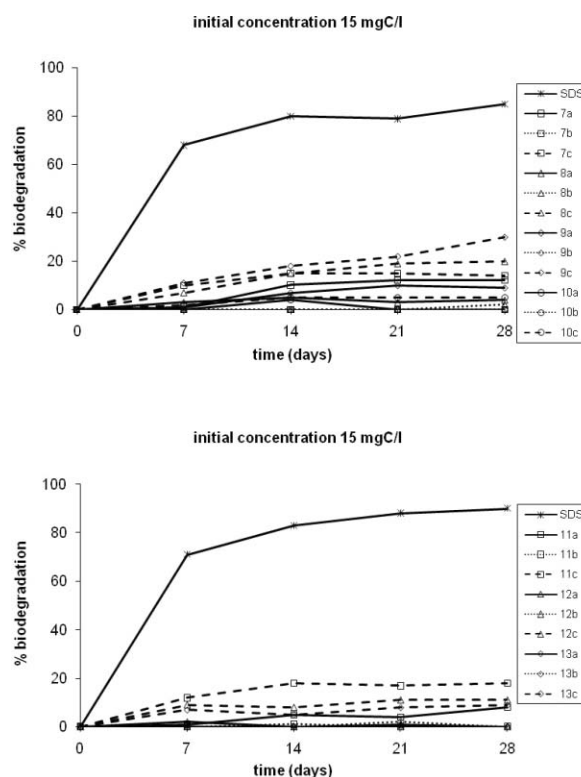 initial concentration 15 mgC/l
100
80
60
40
20
0
% biodegradation
0 7 14 21 28
time (days)
SDS
7a
7b
7c
8a
8b
8c
9a
9b
9c
10a
10b
10c
initial concentration 15 mgC/l
100
80
60
40
20
0
% biodegradation
0 7 14 21 28
time (days)
SDS
11a
11b
11c
12a
12b
12c
13a
13b
13c